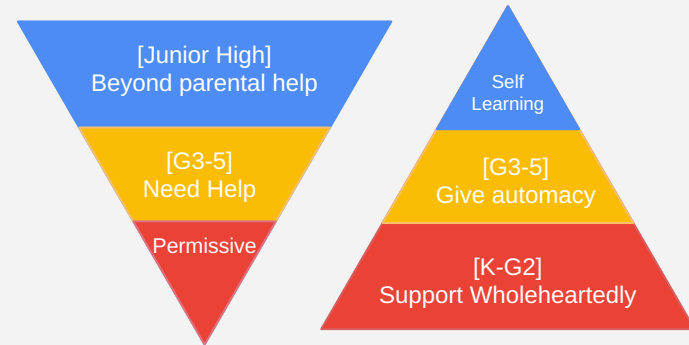 [Junior High]
Beyond parental help
[G3-5]
Need Help
Permissive
Self
Learning
[G3-5]
Give automacy
[K-G2]
Support Wholeheartedly